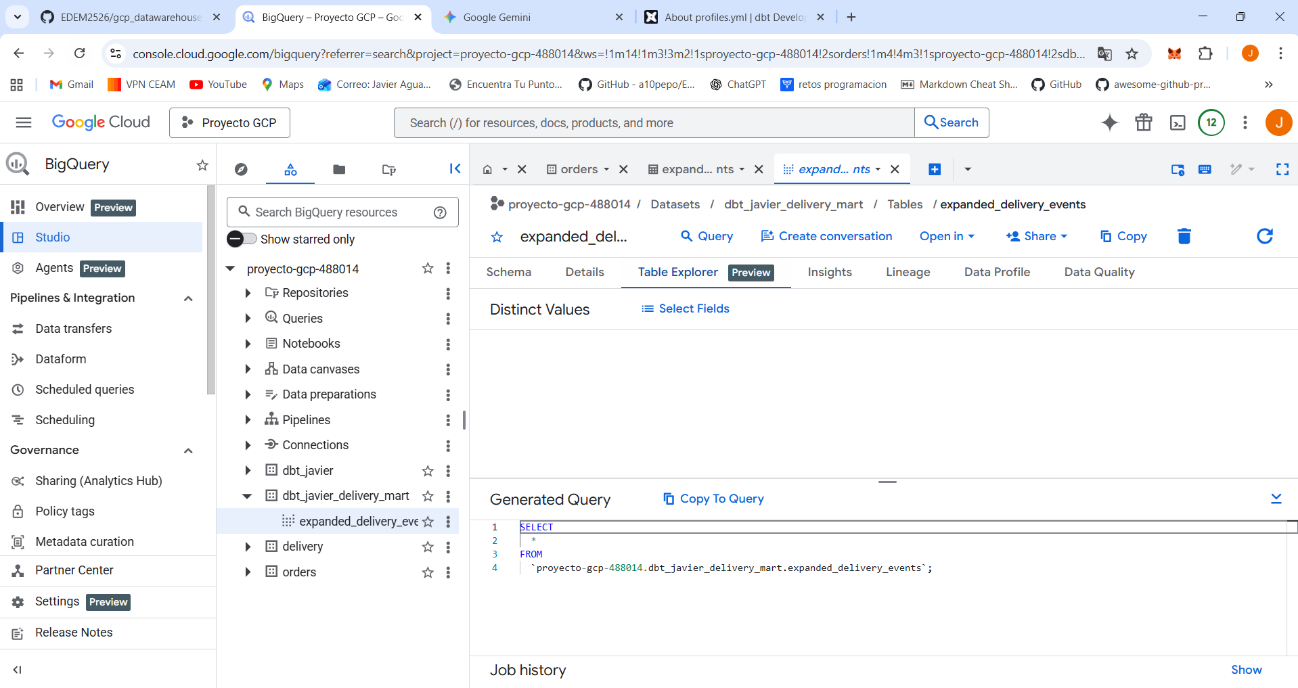 EDEM2526/gcp_datawarehouse
BigQuery – Proyecto GCP – Goo
Google Gemini
About profiles.yml | dbt Develo
console.cloud.google.com/bigquery?referrer=search&project=proyecto-gcp-488014&ws=!1m14!1m3!3m2!1sproyecto-gcp-488014!2sorders!1m4!4m3!1sproyecto-gcp-488014!2sdb...
Gmail
VPN CEAM
YouTube
Maps
Correo: Javier Agua...
Encuentra Tu Punto...
GitHub - a10pepo/E...
ChatGPT
retos programacion
Markdown Cheat Sh...
GitHub
awesome-github-pr...
Google Cloud
Proyecto GCP
Search (/) for resources, docs, products, and more
Search
12
J
BigQuery
Overview Preview
Studio
Agents Preview
Pipelines & Integration
Data transfers
Dataform
Scheduled queries
Scheduling
Governance
Sharing (Analytics Hub)
Policy tags
Metadata curation
Partner Center
Settings Preview
Release Notes
Search BigQuery resources
Show starred only
proyecto-gcp-488014
Repositories
Queries
Notebooks
Data canvases
Data preparations
Pipelines
Connections
dbt_javier
dbt_javier_delivery_mart
expanded_delivery_eve
delivery
orders
orders
expand... nts
expand... nts
proyecto-gcp-488014 / Datasets / dbt_javier_delivery_mart / Tables / expanded_delivery_events
expanded_del...
Query
Create conversation
Open in
Share
Copy
Schema
Details
Table Explorer Preview
Insights
Lineage
Data Profile
Data Quality
Distinct Values
Select Fields
Generated Query
Copy To Query
1 SELECT
2 *
3 FROM
4 `proyecto-gcp-488014.dbt_javier_delivery_mart.expanded_delivery_events`;
Job history
Show